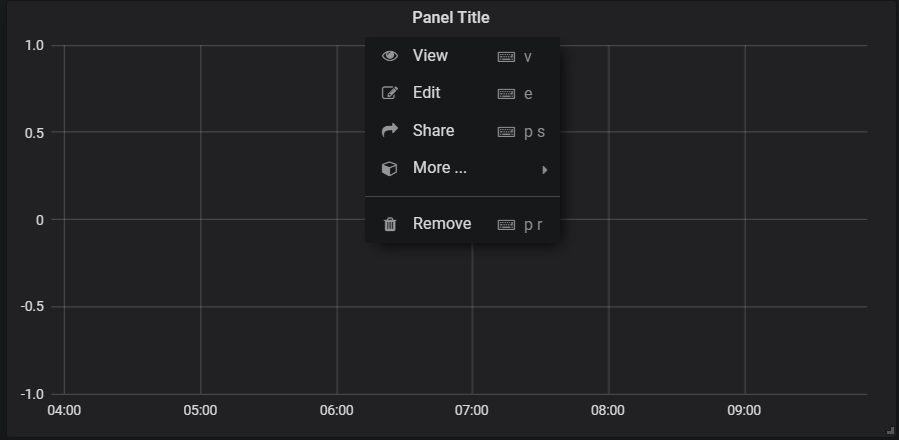 Panel Title
1.0
View v
Edit e
0.5
Share p s
More ...
0
Remove p r
-0.5
-1.0
04:00 05:00 06:00 07:00 08:00 09:00